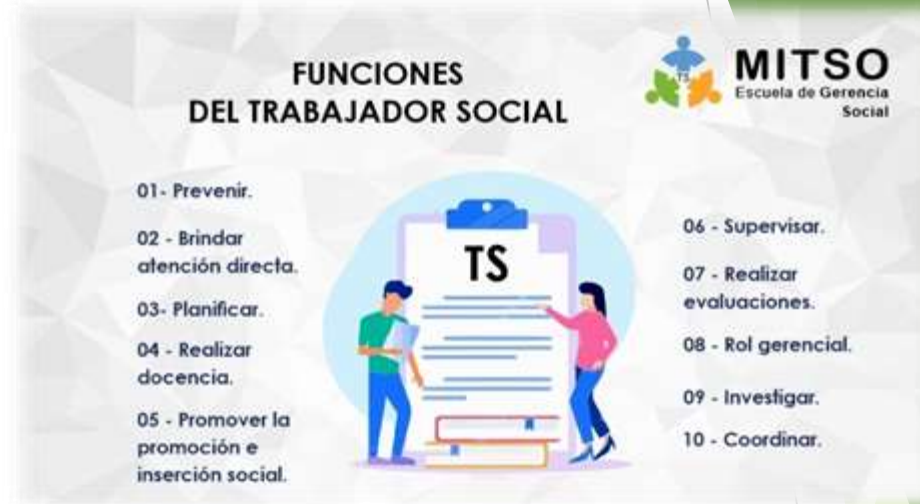 FUNCIONES
DEL TRABAJADOR SOCIAL
TS
MITSO
Escuela de Gerencia
Social
01- Prevenir.
02 - Brindar
atención directa.
03- Planificar.
04 - Realizar
docencia.
05 - Promover la
promoción e
inserción social.
TS
06 - Supervisar.
07 - Realizar
evaluaciones.
08 - Rol gerencial.
09 - Investigar.
10 - Coordinar.